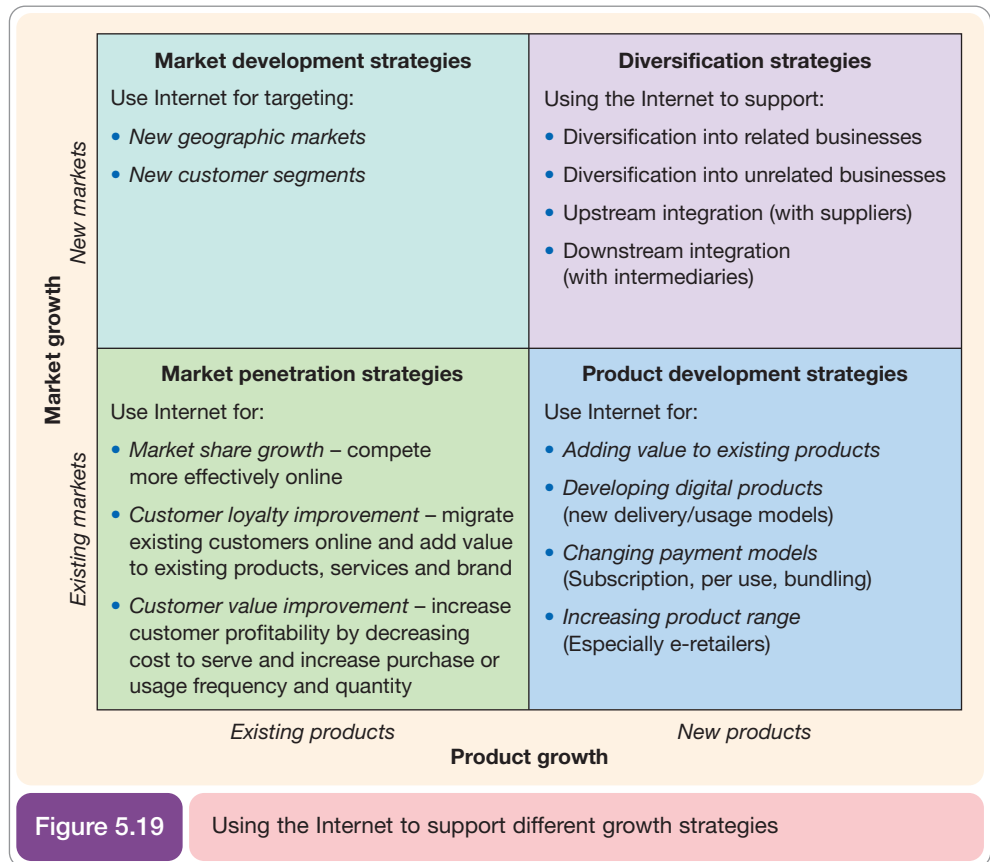 Market growth
New markets
Existing markets
Market development strategies
Use Internet for targeting:
• New geographic markets
• New customer segments
Diversification strategies
Using the Internet to support:
• Diversification into related businesses
• Diversification into unrelated businesses
• Upstream integration (with suppliers)
• Downstream integration
(with intermediaries)
Market penetration strategies
Use Internet for:
• Market share growth – compete
more effectively online
• Customer loyalty improvement – migrate
existing customers online and add value
to existing products, services and brand
• Customer value improvement – increase
customer profitability by decreasing
cost to serve and increase purchase or
usage frequency and quantity
Product development strategies
Use Internet for:
• Adding value to existing products
• Developing digital products
(new delivery/usage models)
• Changing payment models
(Subscription, per use, bundling)
• Increasing product range
(Especially e-retailers)
Existing products
New products
Product growth
Figure 5.19
Using the Internet to support different growth strategies